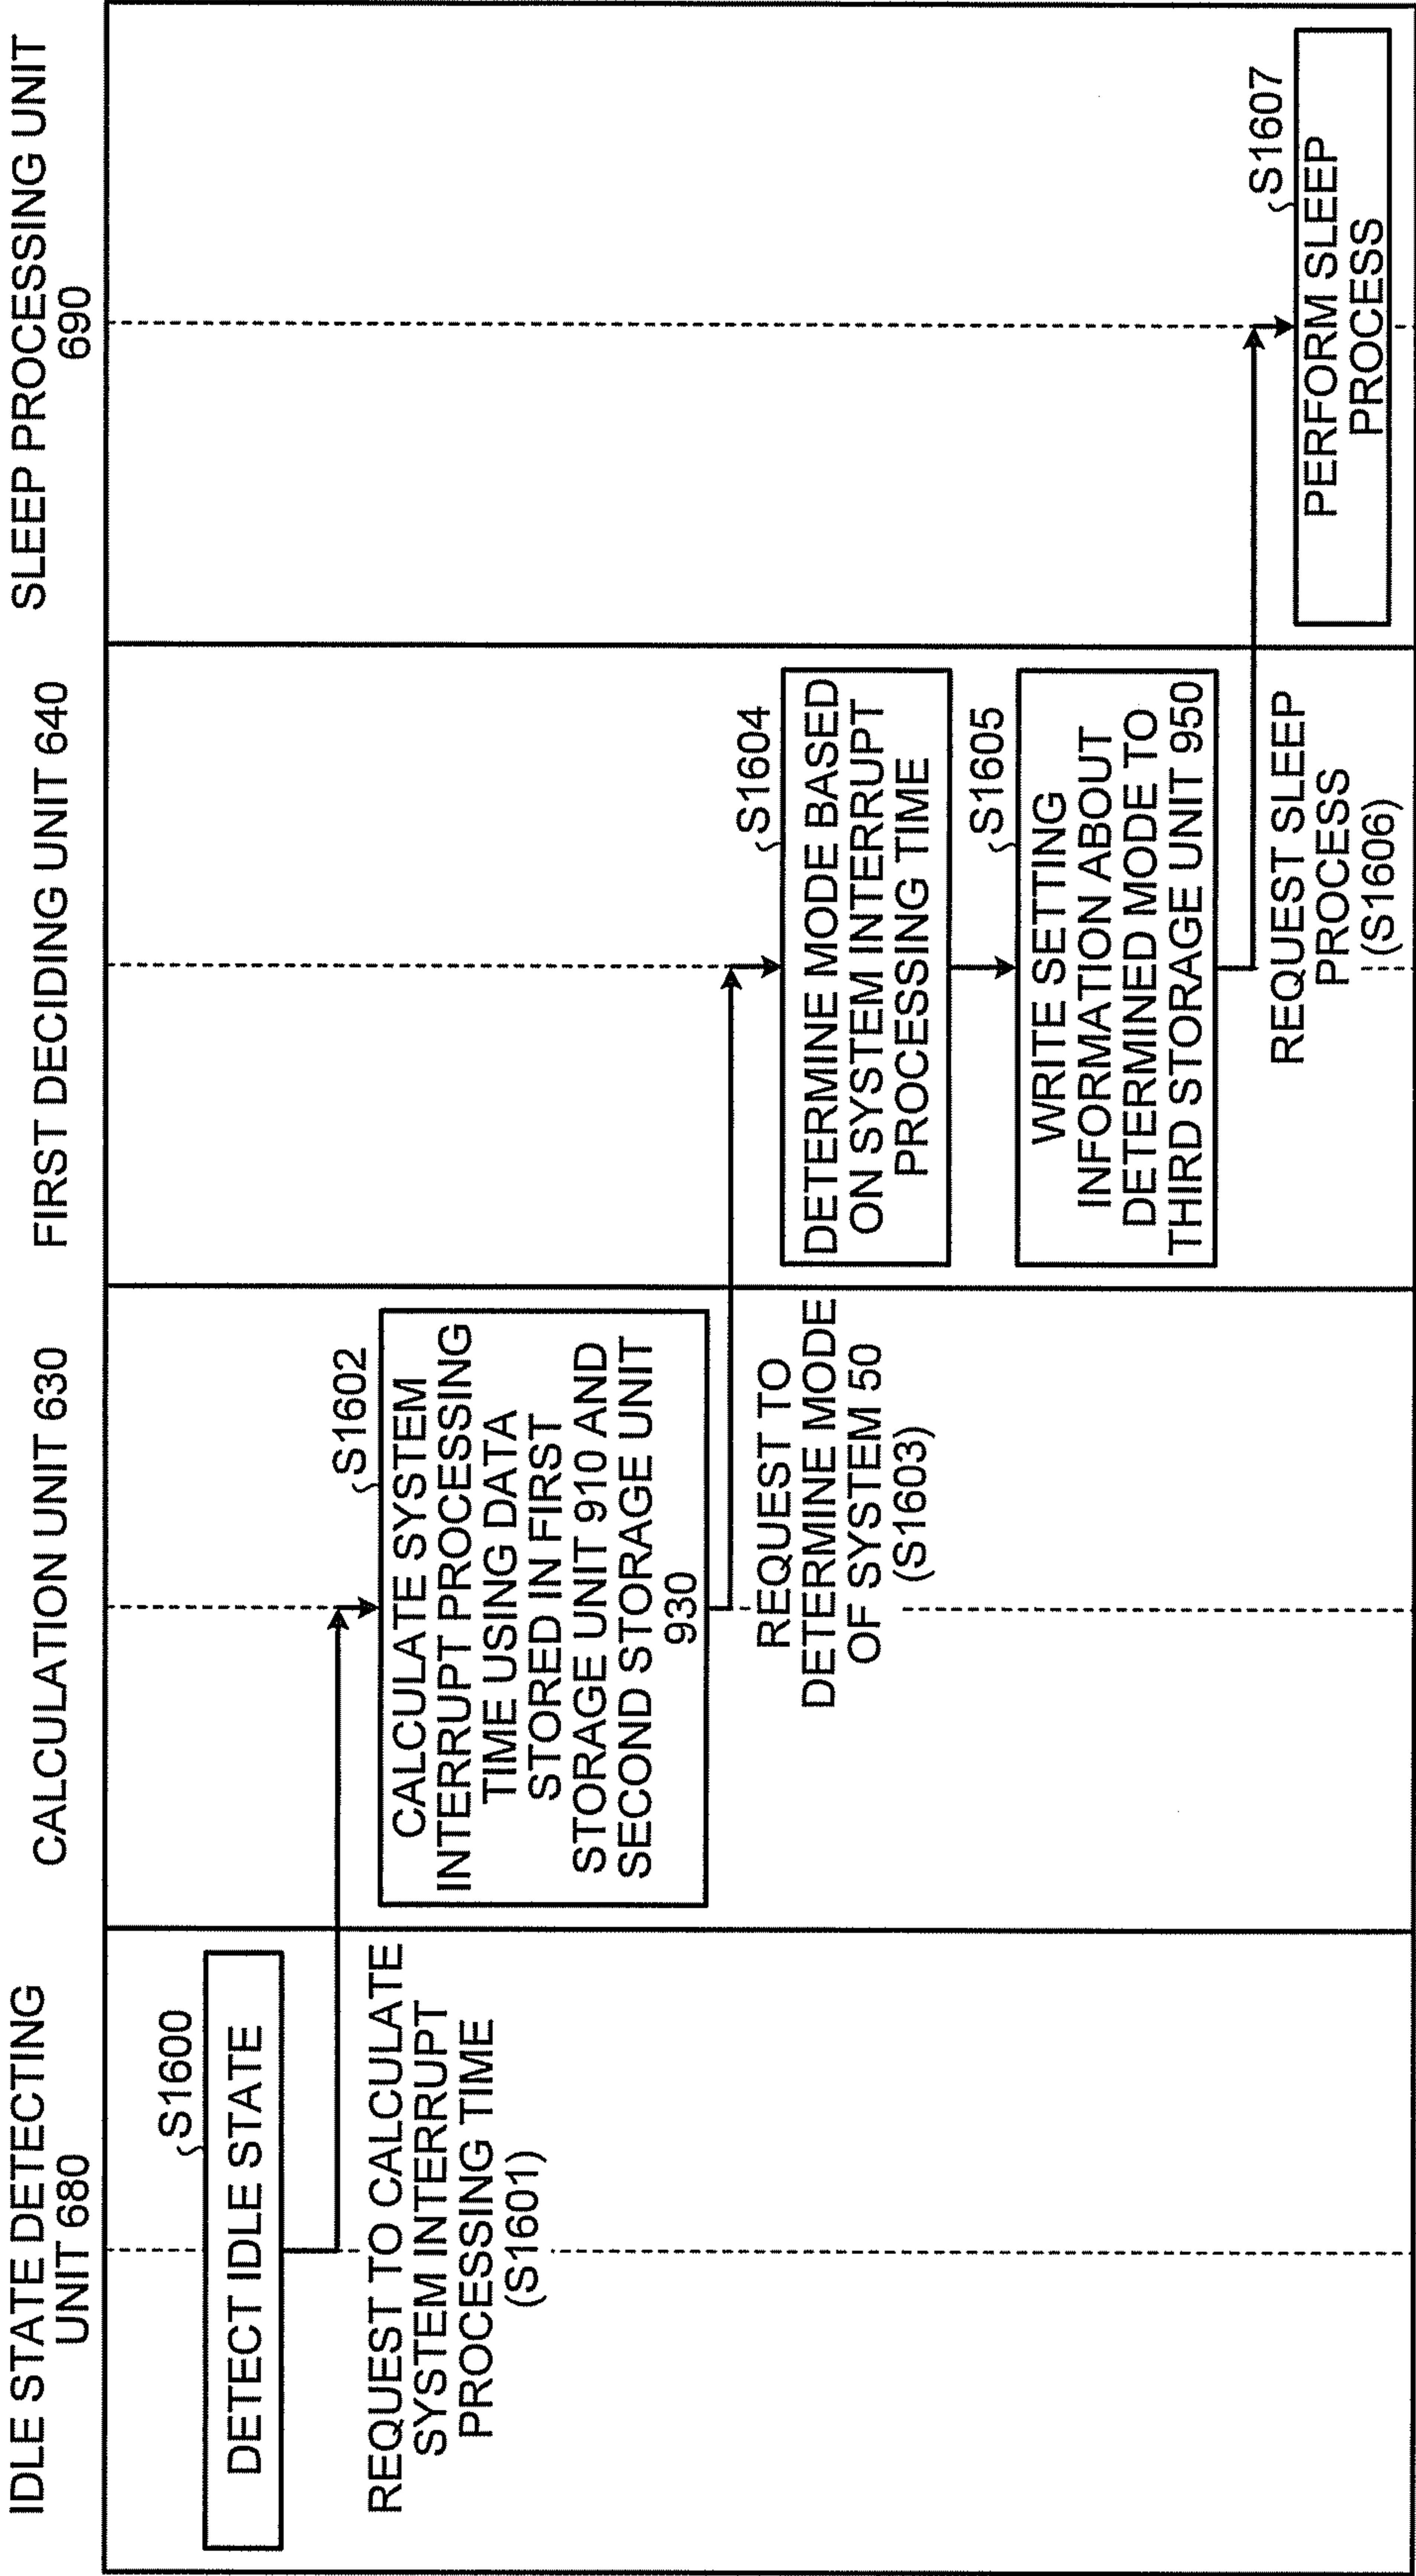 IDLE STATE DETECTING
UNIT 680
CALCULATION UNIT 630
FIRST DECIDING UNIT 640
SLEEP PROCESSING UNIT
690
S1600
DETECT IDLE STATE
REQUEST TO CALCULATE
SYSTEM INTERRUPT
PROCESSING TIME
(S1601)
S1602
CALCULATE SYSTEM
INTERRUPT PROCESSING
TIME USING DATA
STORED IN FIRST
STORAGE UNIT 910 AND
SECOND STORAGE UNIT
930
REQUEST TO
DETERMINE MODE
OF SYSTEM 50
(S1603)
S1604
DETERMINE MODE BASED
ON SYSTEM INTERRUPT
PROCESSING TIME
S1605
WRITE SETTING
INFORMATION ABOUT
DETERMINED MODE TO
THIRD STORAGE UNIT 950
REQUEST SLEEP
PROCESS
(S1606)
S1607
PERFORM SLEEP
PROCESS